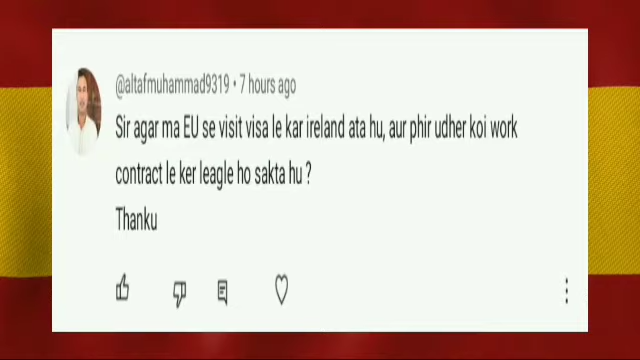 @altafmuhammad9319 • 7 hours ago
Sir agar ma EU se visit visa le kar ireland ata hu, aur phir udher koi work
contract le ker leagle ho sakta hu ?
Thanku